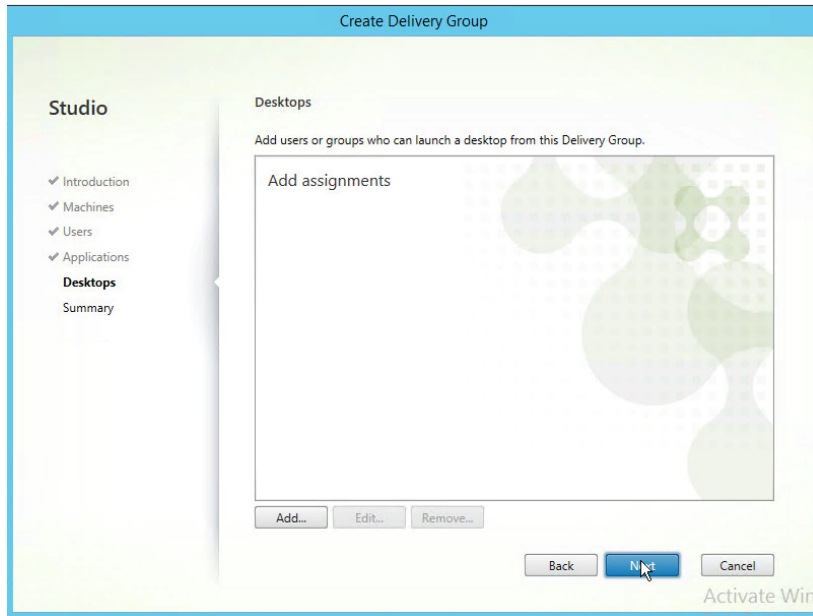 Create Delivery Group
Studio
Introduction
Machines
Users
Applications
Desktops
Summary
Desktops
Add users or groups who can launch a desktop from this Delivery Group.
Add assignments
Add... Edit... Remove...
Back Next Cancel
Activate Win